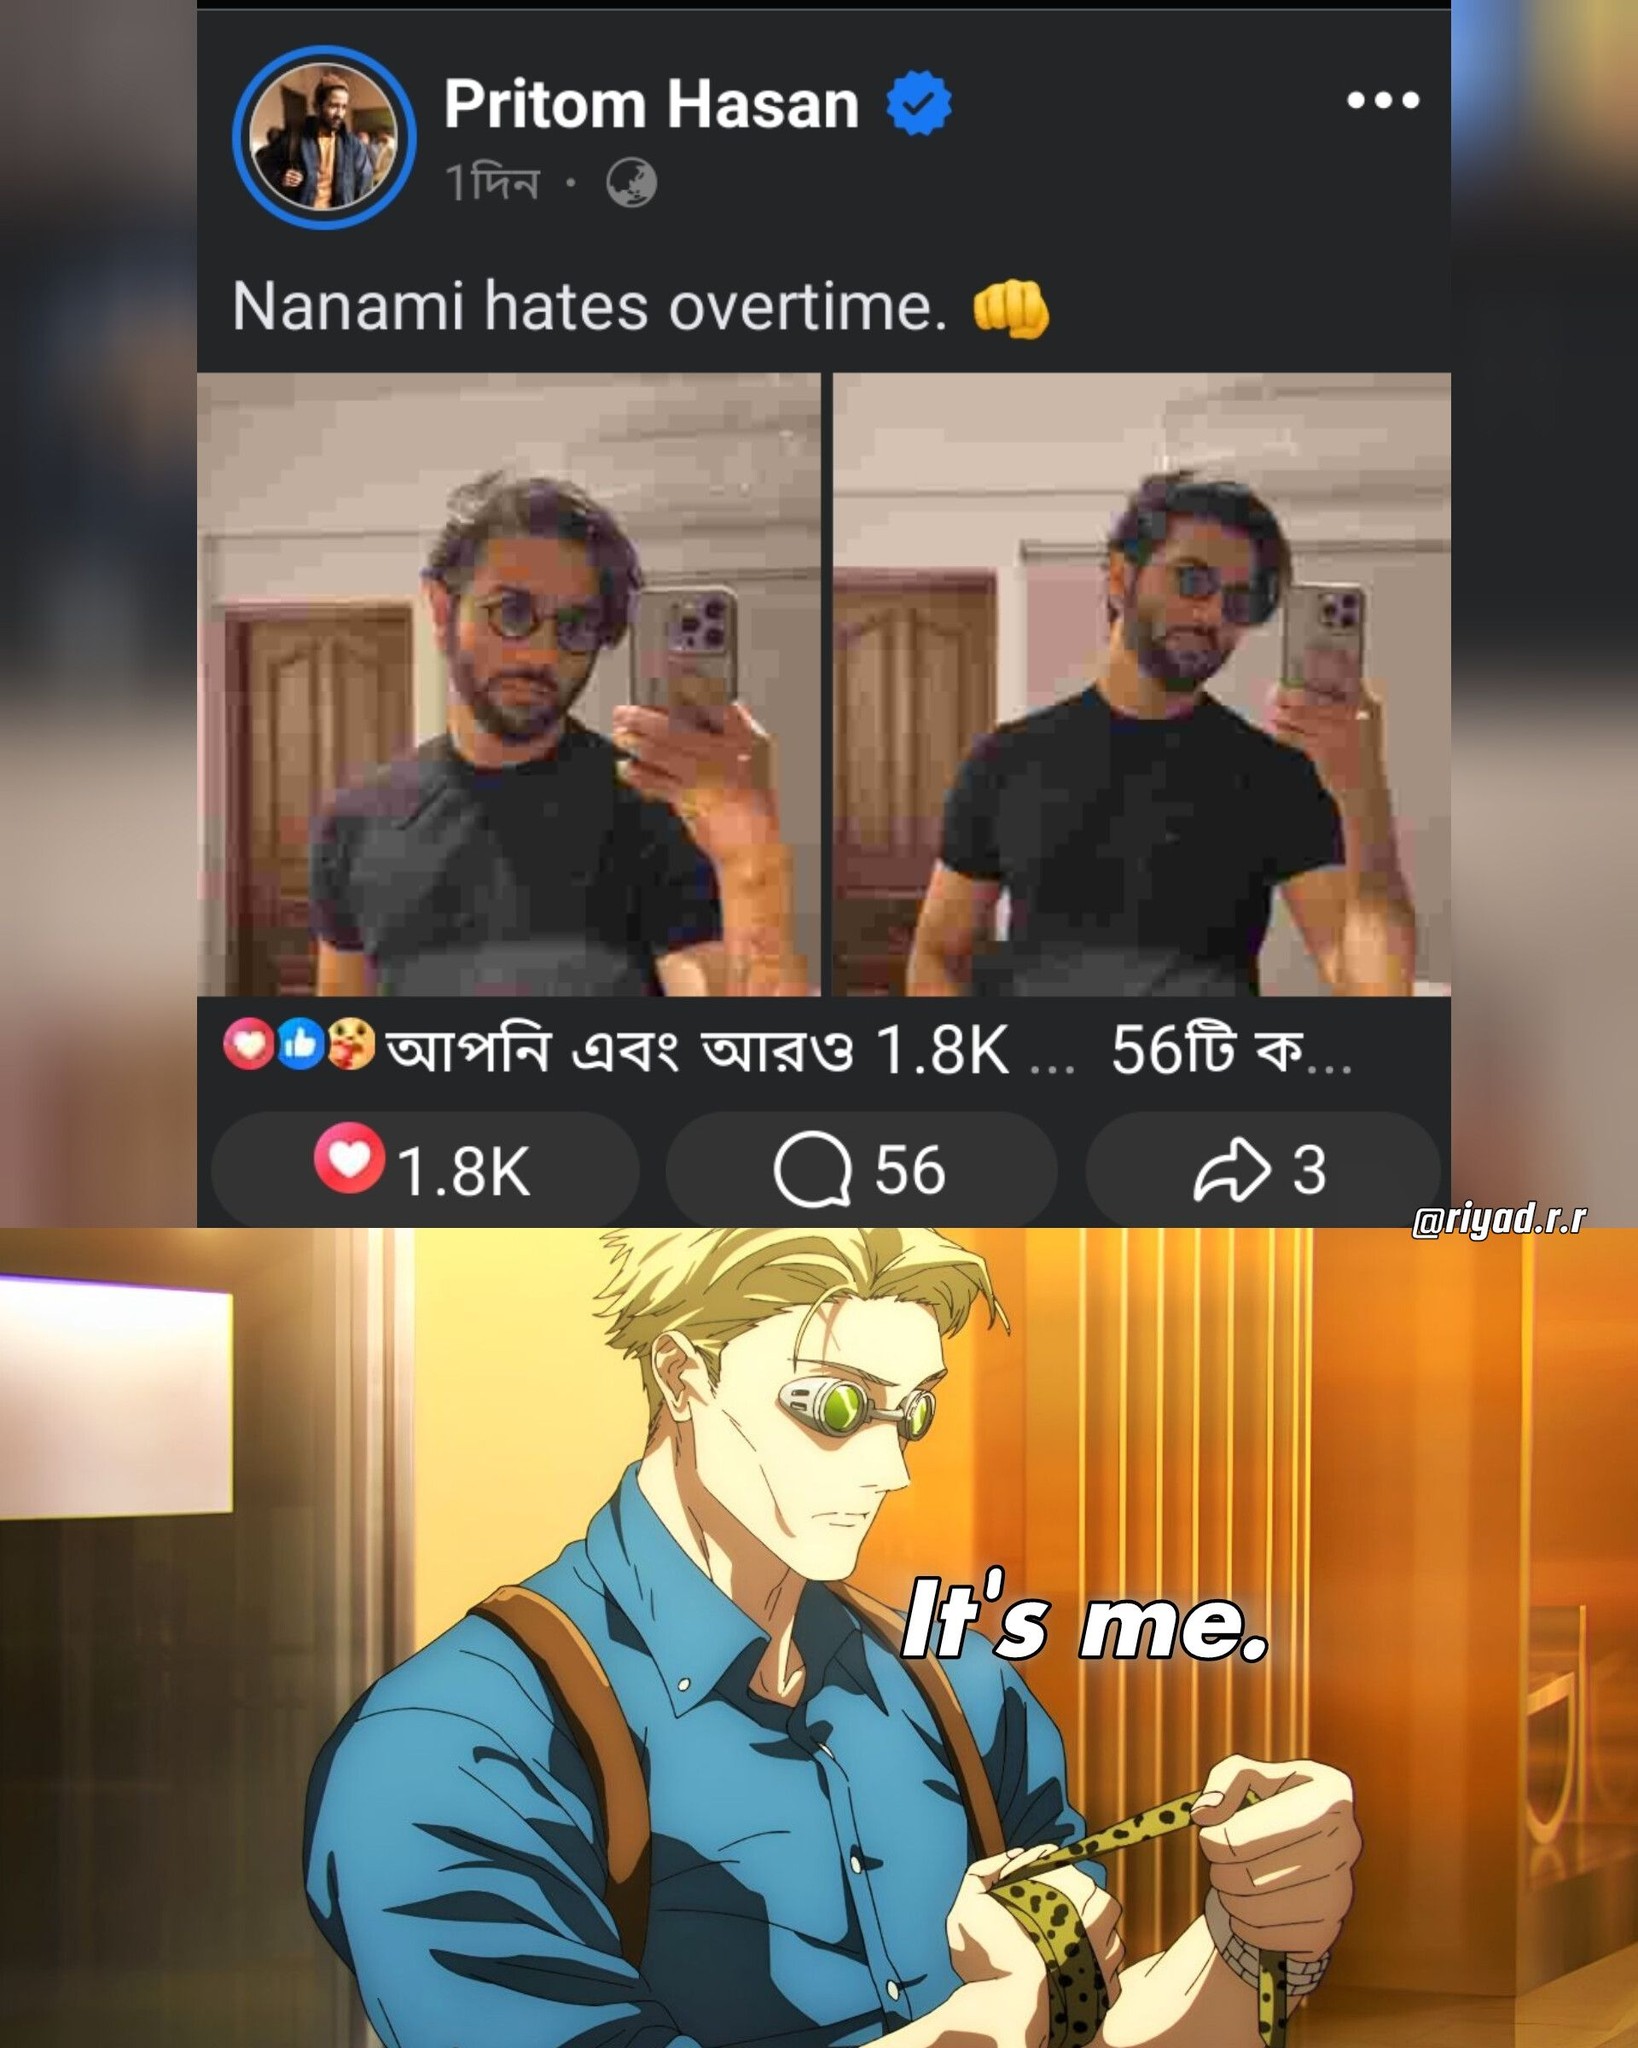 Pritom Hasan
1দিন ·
Nanami hates overtime. 👊
আপনি এবং আরও 1.8K ... 56টি ক...
1.8K 56 3
@riyad.r.r
It's me.